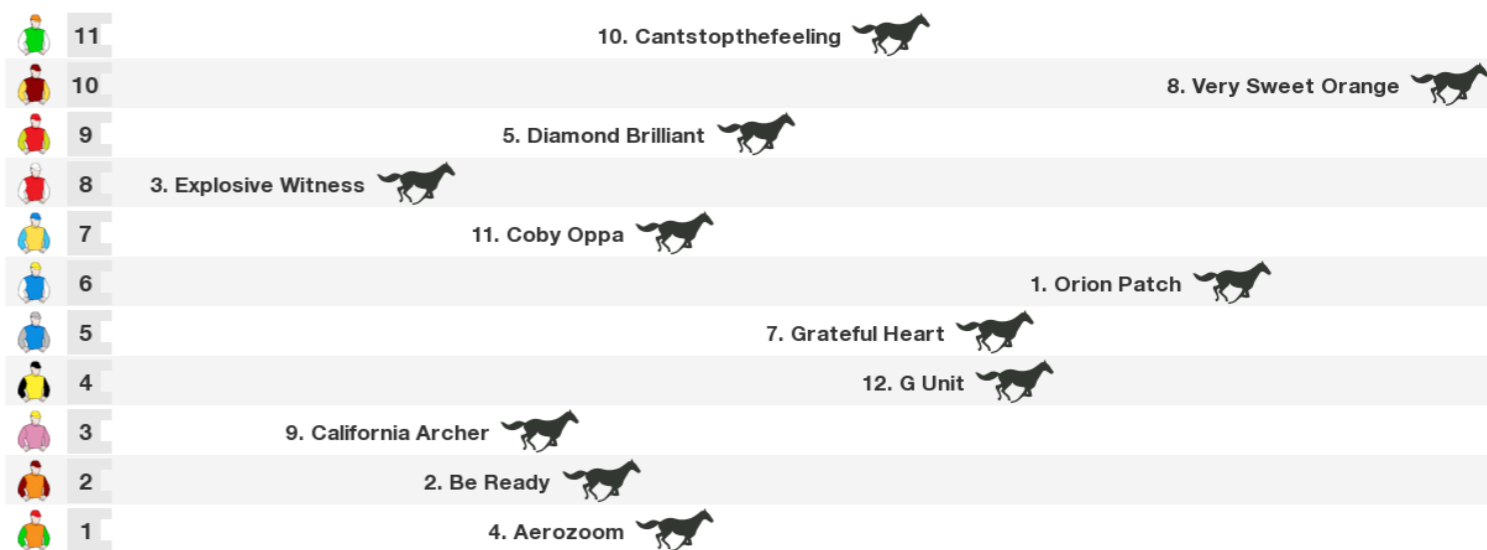 11 10. Cantstopthefeeling
10 8. Very Sweet Orange
9 5. Diamond Brilliant
8 3. Explosive Witness
7 11. Coby Oppa
6 1. Orion Patch
5 7. Grateful Heart
4 12. G Unit
3 9. California Archer
2 2. Be Ready
1 4. Aerozoom